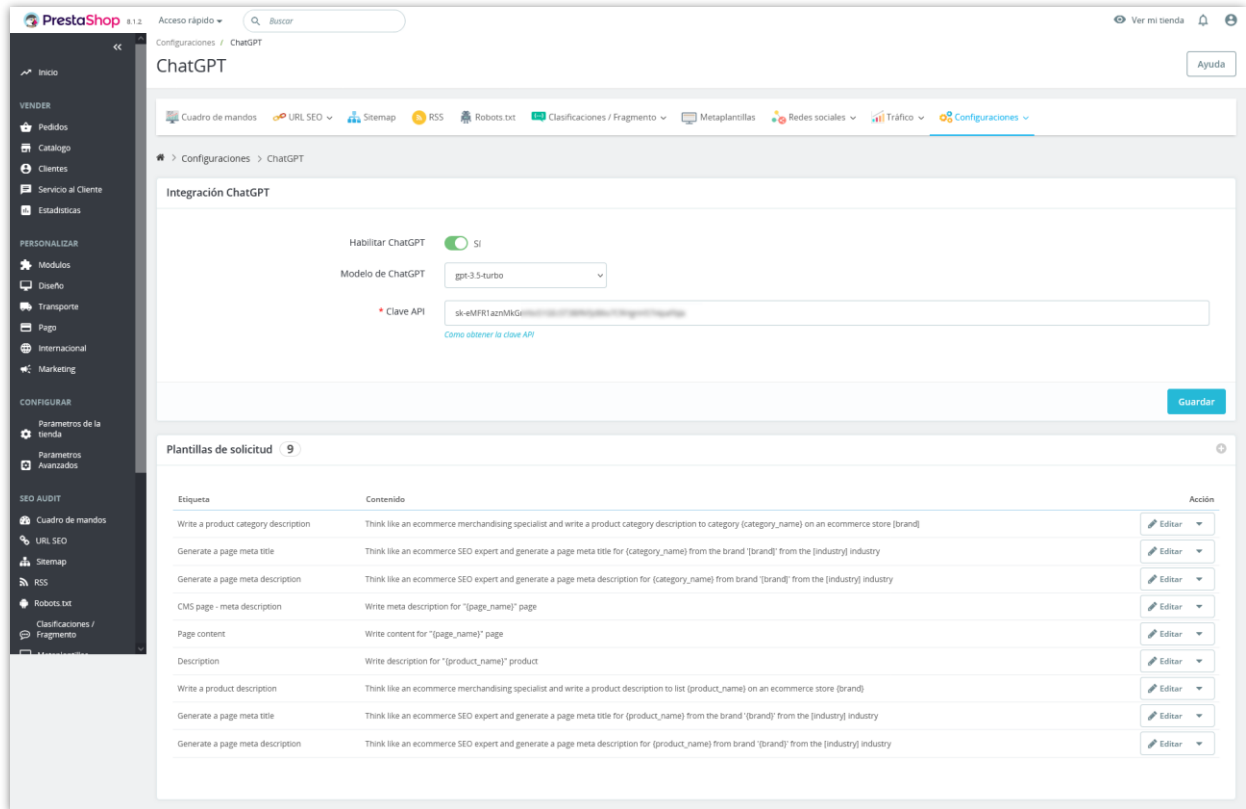 PrestaShop 8.1.2 Acceso rápido Buscar Ver mi tienda
Configuraciones / ChatGPT
ChatGPT
Ayuda
Inicio
VENDER
Pedidos
Catálogo
Clientes
Servicio al Cliente
Estadísticas
PERSONALIZAR
Modulos
Diseño
Transporte
Pago
Internacional
Marketing
CONFIGURAR
Parámetros de la
tienda
Parámetros
Avanzados
SEO AUDIT
Cuadro de mandos
URL SEO
Sitemap
RSS
Robots.txt
Clasificaciones /
Fragmento
Metaplantillas
Cuadro de mandos URL SEO Sitemap RSS Robots.txt Clasificaciones / Fragmento Metaplantillas Redes sociales Tráfico Configuraciones
> Configuraciones > ChatGPT
Integración ChatGPT
Habilitar ChatGPT SI
Modelo de ChatGPT gpt-3.5-turbo
* Clave API sk-eMFR1aznMkG
Cómo obtener la clave API
Guardar
Plantillas de solicitud 9
Etiqueta Contenido Acción
Write a product category description Think like an ecommerce merchandising specialist and write a product category description to category {category_name} on an ecommerce store [brand] Editar
Generate a page meta title Think like an ecommerce SEO expert and generate a page meta title for {category_name} from the brand '[brand]' from the [industry] industry Editar
Generate a page meta description Think like an ecommerce SEO expert and generate a page meta description for {category_name} from brand '[brand]' from the [industry] industry Editar
CMS page - meta description Write meta description for "{page_name}" page Editar
Page content Write content for "{page_name}" page Editar
Description Write description for "{product_name}" product Editar
Write a product description Think like an ecommerce merchandising specialist and write a product description to list {product_name} on an ecommerce store {brand} Editar
Generate a page meta title Think like an ecommerce SEO expert and generate a page meta title for {product_name} from the brand '{brand}' from the [industry] industry Editar
Generate a page meta description Think like an ecommerce SEO expert and generate a page meta description for {product_name} from brand '{brand}' from the [industry] industry Editar